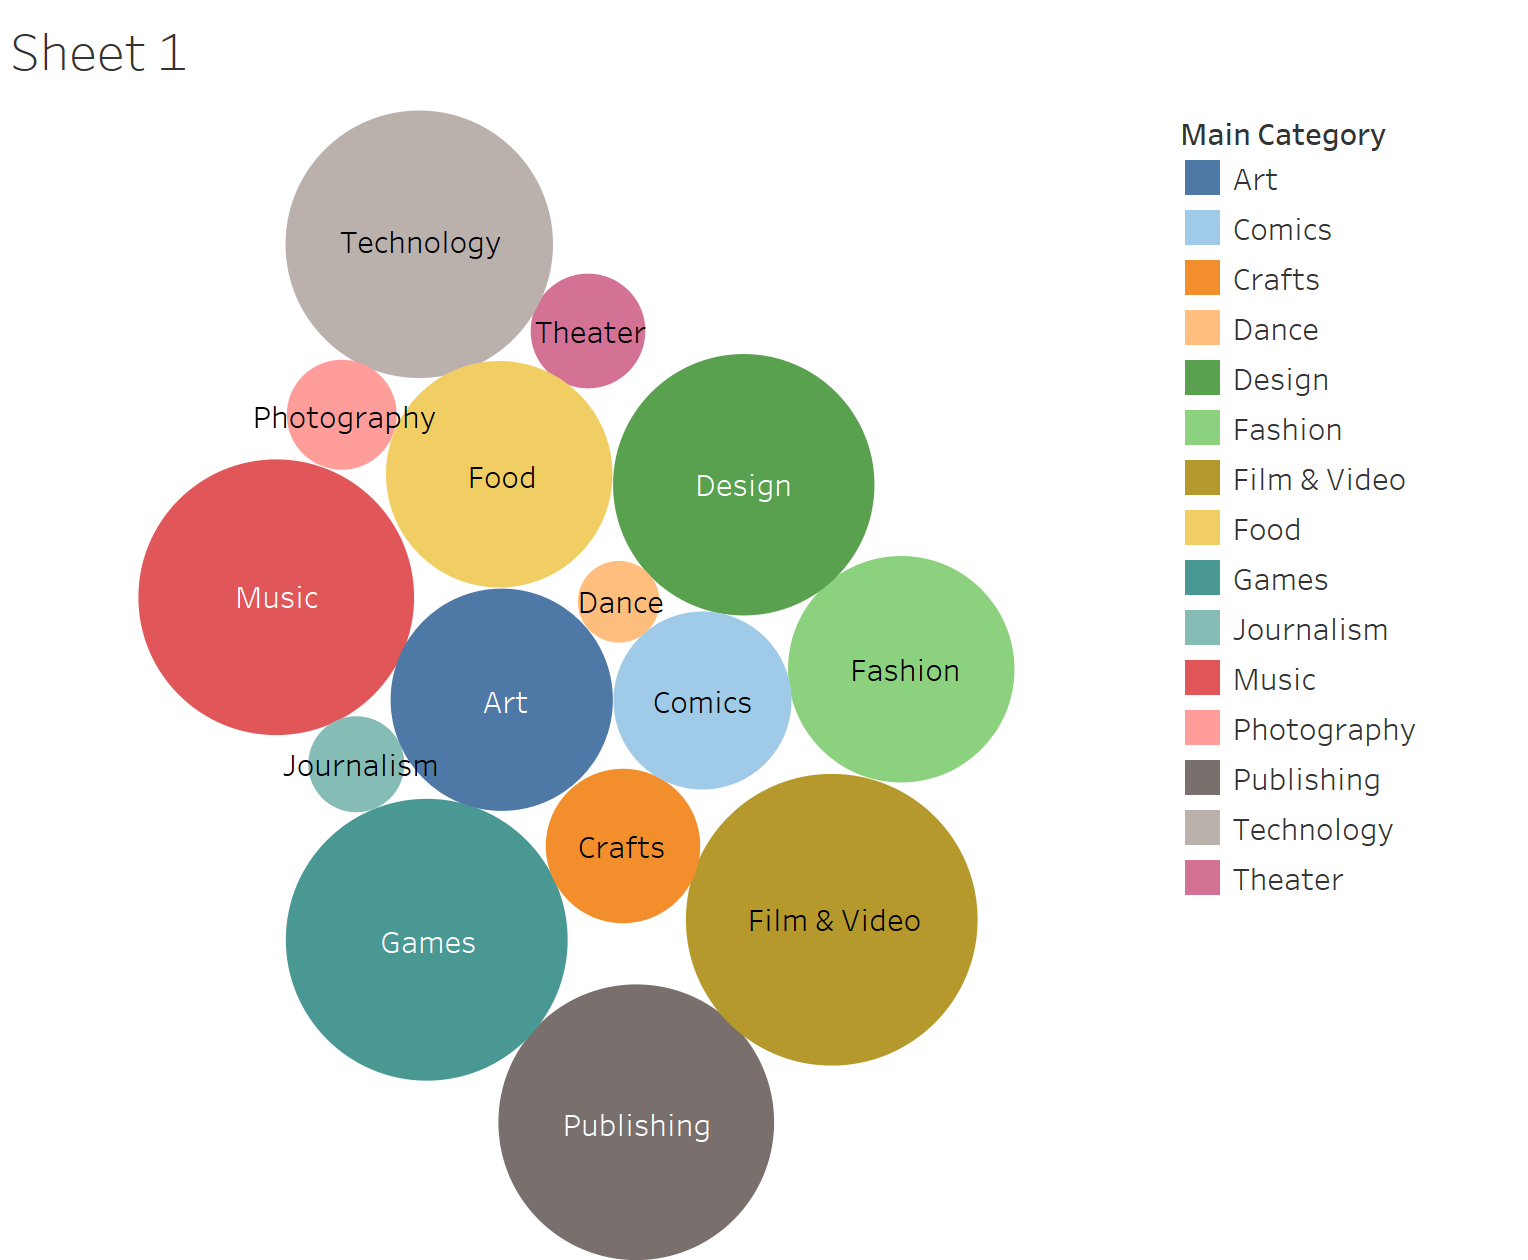 Sheet 1
Technology
Theater
Photography
Food
Design
Music
Dance
Fashion
Art
Comics
Journalism
Crafts
Games
Film & Video
Publishing
Main Category
Art
Comics
Crafts
Dance
Design
Fashion
Film & Video
Food
Games
Journalism
Music
Photography
Publishing
Technology
Theater